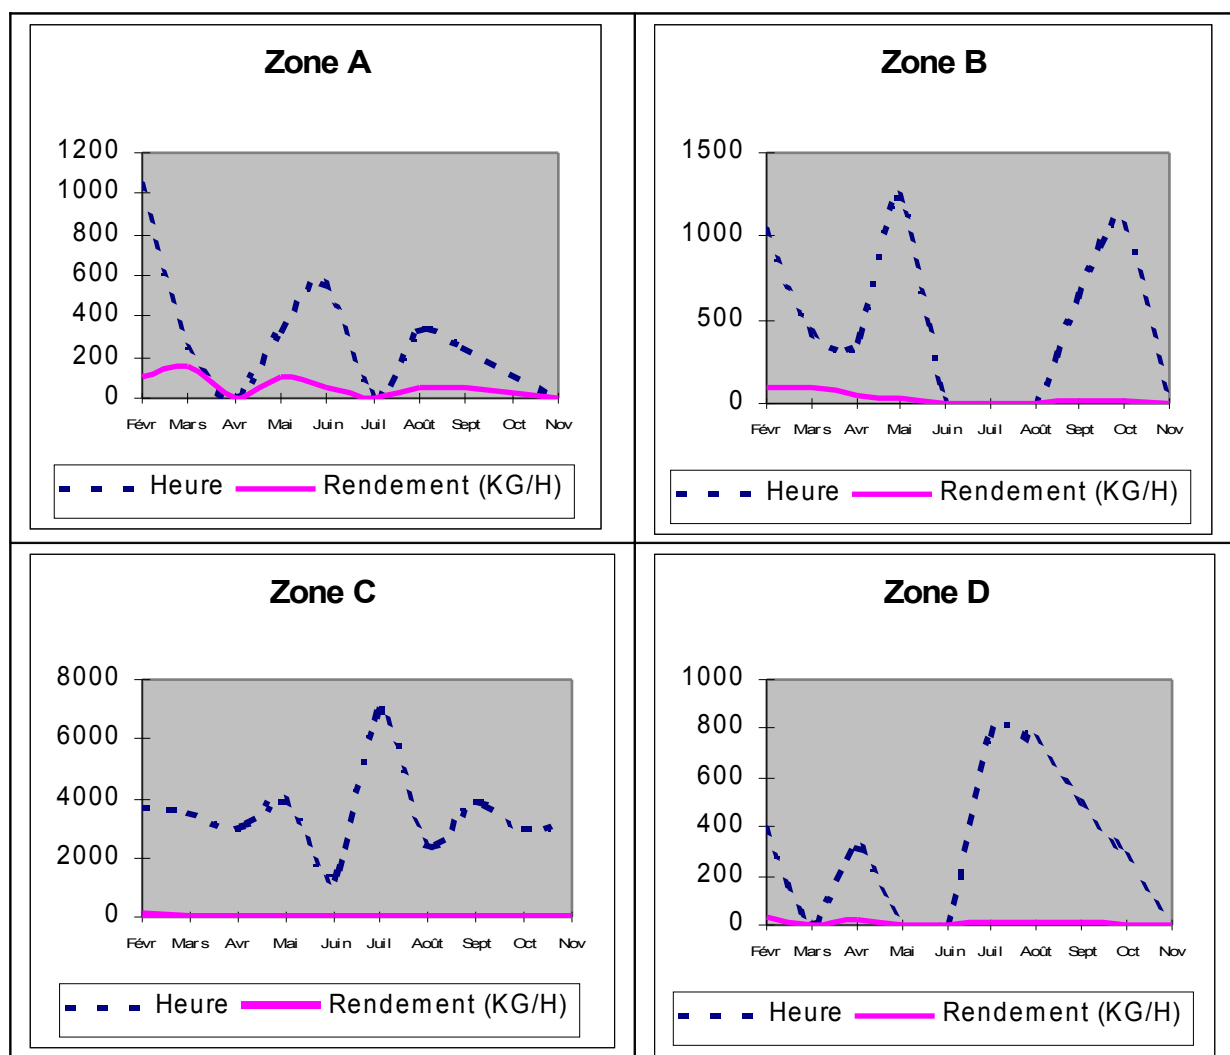 Zone A
1200
1000
800
600
400
200
0
Févr Mars Avr Mai Juin Juil Août Sept Oct Nov
Heure Rendement (KG/H)
Zone B
1500
1000
500
0
Févr Mars Avr Mai Juin Juil Août Sept Oct Nov
Heure Rendement (KG/H)
Zone C
8000
6000
4000
2000
0
Févr Mars Avr Mai Juin Juil Août Sept Oct Nov
Heure Rendement (KG/H)
Zone D
1000
800
600
400
200
0
Févr Mars Avr Mai Juin Juil Août Sept Oct Nov
Heure Rendement (KG/H)